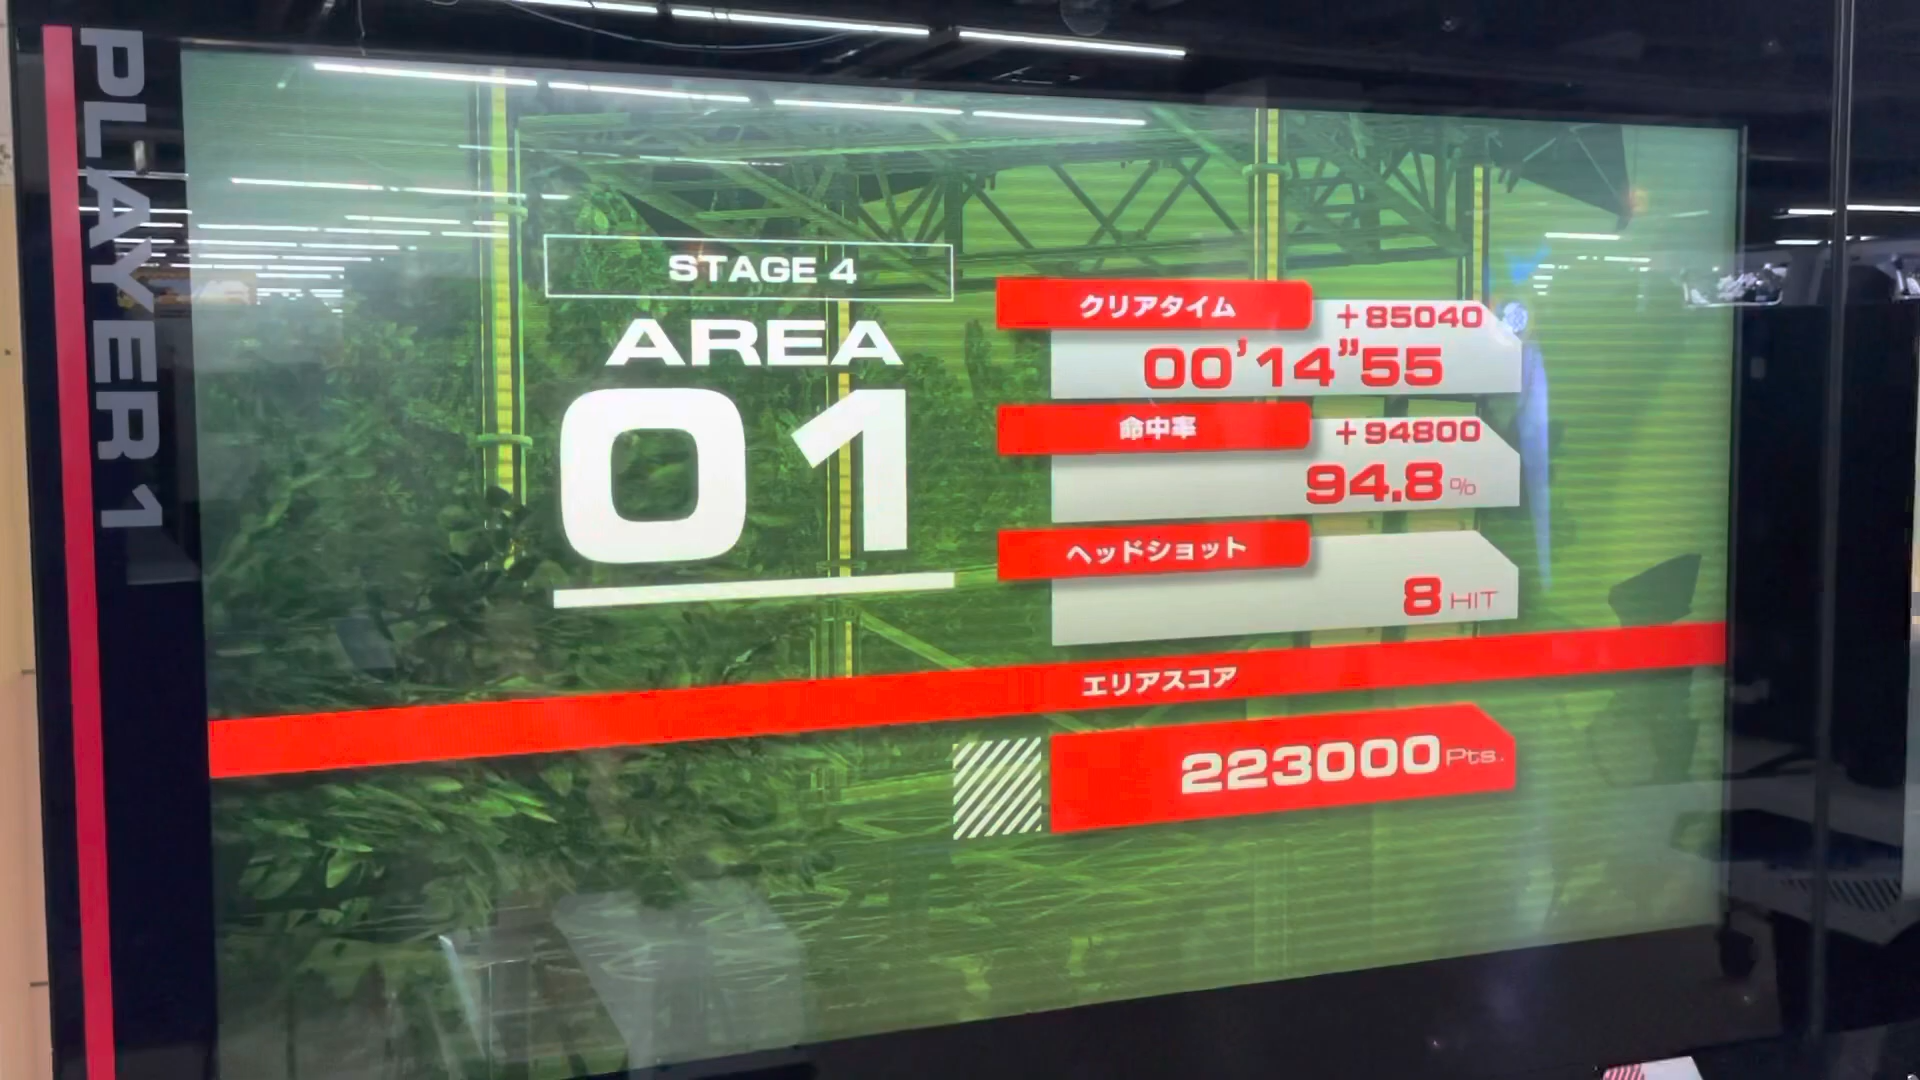 PLAYER 1
STAGE 4
AREA
01
クリアタイム
+85040
00'14"55
命中率
+94800
94.8%
ヘッドショット
8 HIT
エリアスコア
223000 Pts.